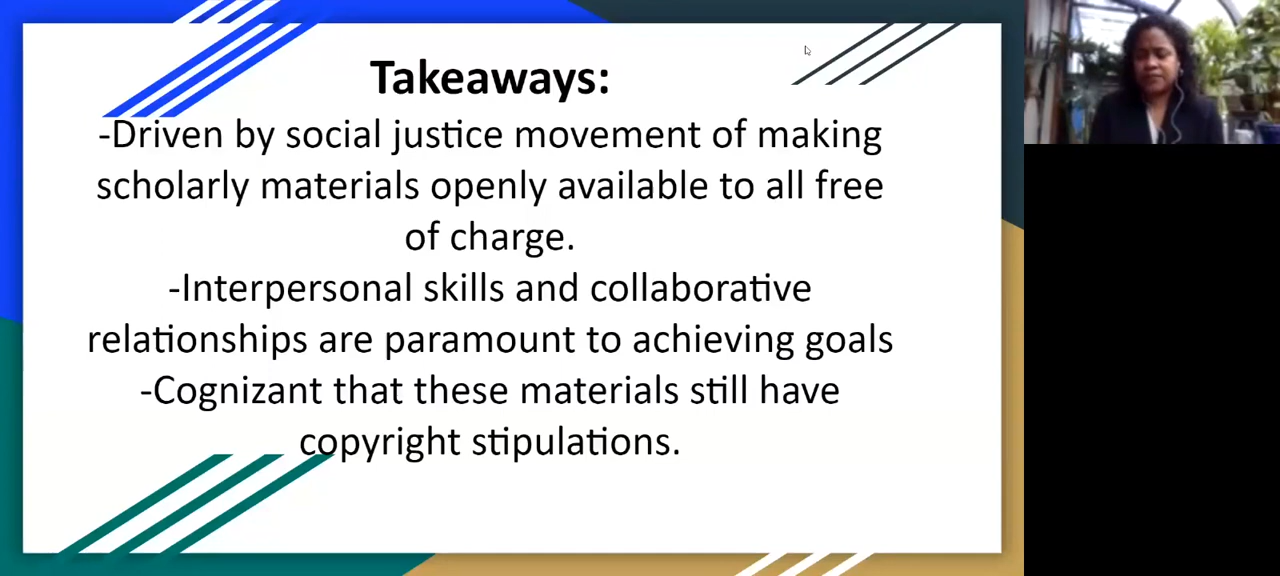 Takeaways:
-Driven by social justice movement of making
scholarly materials openly available to all free
of charge.
-Interpersonal skills and collaborative
relationships are paramount to achieving goals
-Cognizant that these materials still have
copyright stipulations.